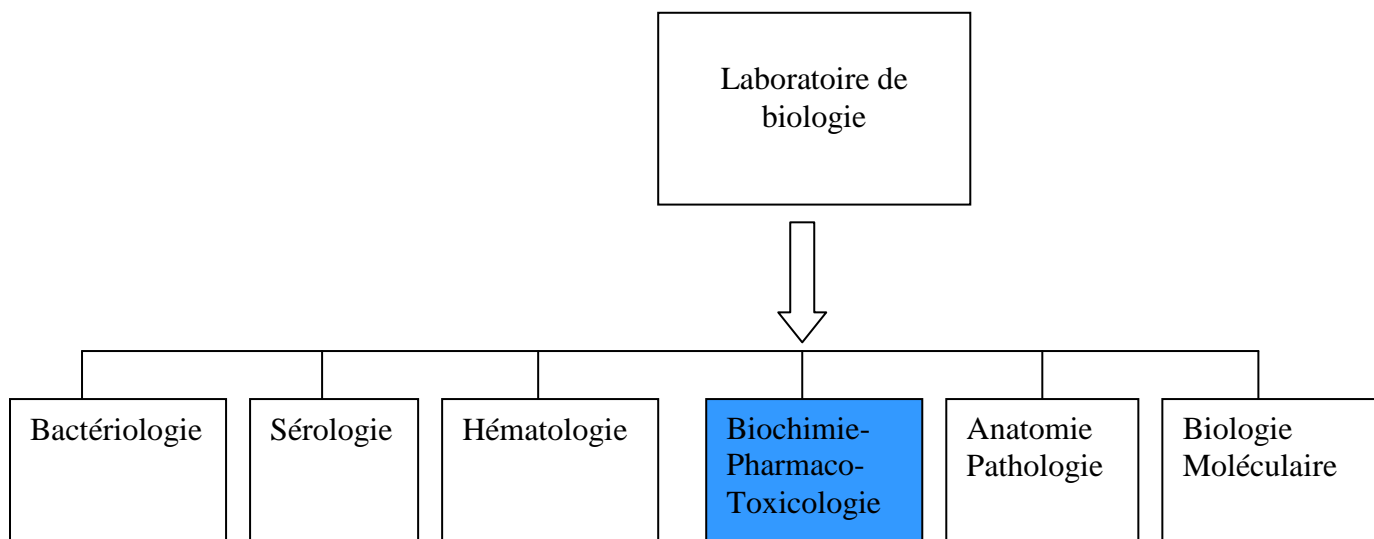 Laboratoire de
biologie
Bactériologie
Sérologie
Hématologie
Biochimie-
Pharmaco-
Toxicologie
Anatomie
Pathologie
Biologie
Moléculaire